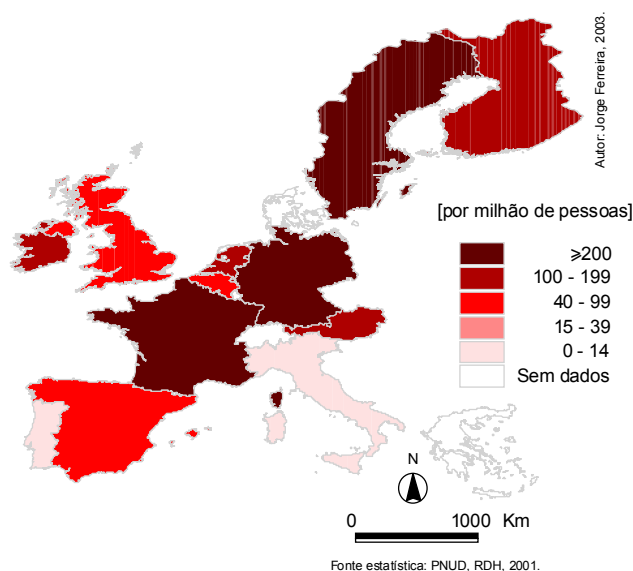 Autor: Jorge Ferreira, 2003.
[por milhão de pessoas]
⩾200
100 - 199
40 - 99
15 - 39
0 - 14
Sem dados
N
0 1000 Km
Fonte estatística: PNUD, RDH, 2001.